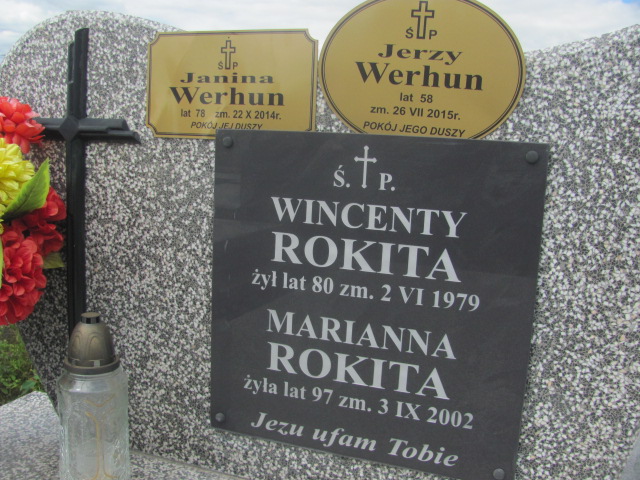 Ś P
Janina
Werhun
lat 78 zm. 22 X 2014r.
POKÓJ JEJ DUSZY
Ś P
Jerzy
Werhun
lat 58
zm. 26 VII 2015r.
POKÓJ JEGO DUSZY
Ś. P.
WINCENTY
ROKITA
żył lat 80 zm. 2 VI 1979
MARIANNA
ROKITA
żyła lat 97 zm. 3 IX 2002
Jezu ufam Tobie